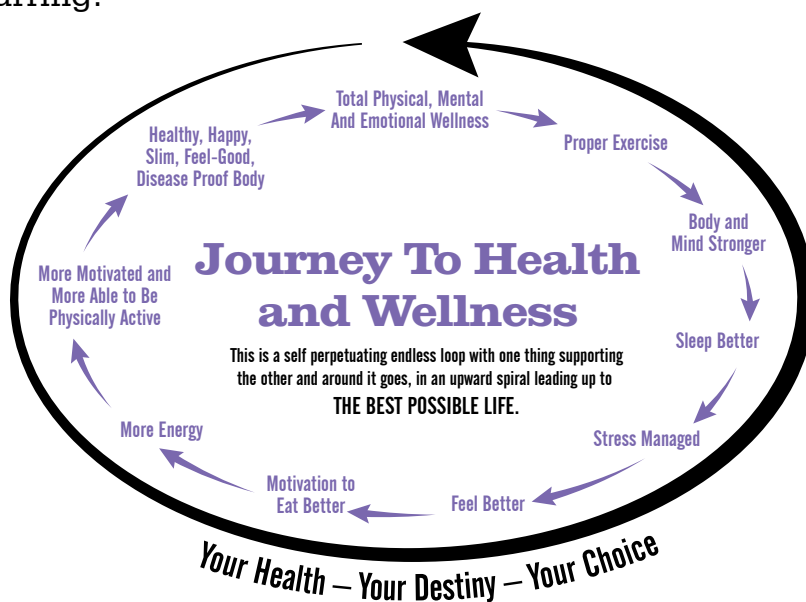 Journey To Health
and Wellness
This is a self perpetuating endless loop with one thing supporting
the other and around it goes, in an upward spiral leading up to
THE BEST POSSIBLE LIFE.
Total Physical, Mental
And Emotional Wellness
Proper Exercise
Body and
Mind Stronger
Sleep Better
Stress Managed
Feel Better
Motivation to
Eat Better
More Energy
More Motivated and
More Able to Be
Physically Active
Healthy, Happy,
Slim, Feel-Good,
Disease Proof Body
Your Health – Your Destiny – Your Choice